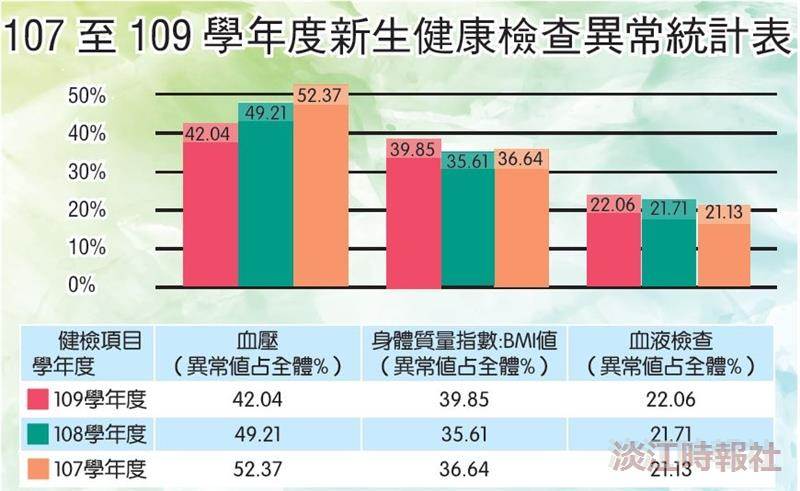 107 至 109 學年度新生健康檢查異常統計表
50%
40%
30%
20%
10%
0%
42.04
49.21
52.37
39.85
35.61
36.64
22.06
21.71
21.13
健檢項目
學年度
血壓
(異常值占全體%)
身體質量指數:BMI值
(異常值占全體%)
血液檢查
(異常值占全體%)
109學年度 42.04 39.85 22.06
108學年度 49.21 35.61 21.71
107學年度 52.37 36.64 21.13
淡江時報社